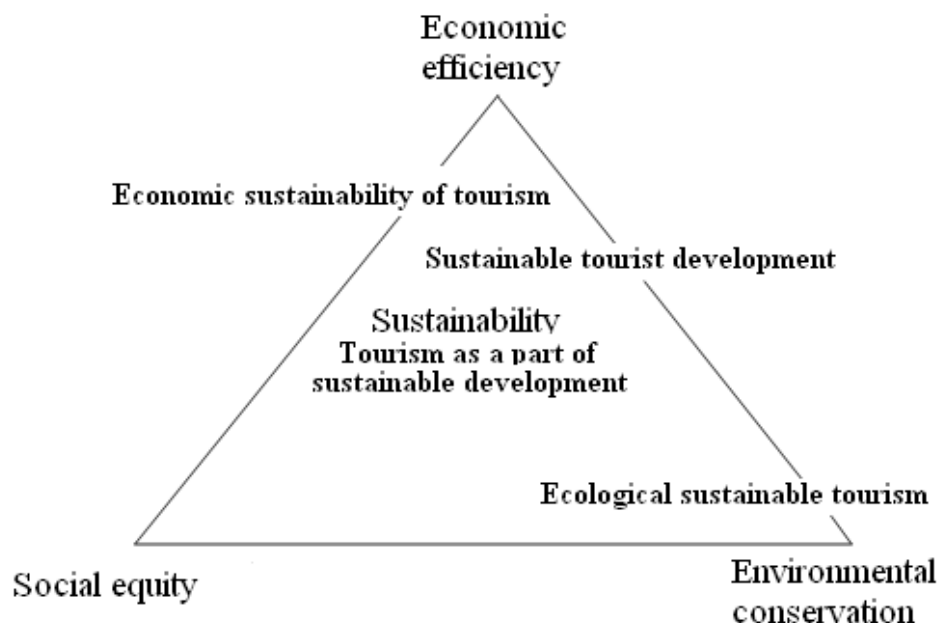 Economic
efficiency
Economic sustainability of tourism
Sustainable tourist development
Sustainability
Tourism as a part of
sustainable development
Ecological sustainable tourism
Social equity
Environmental
conservation